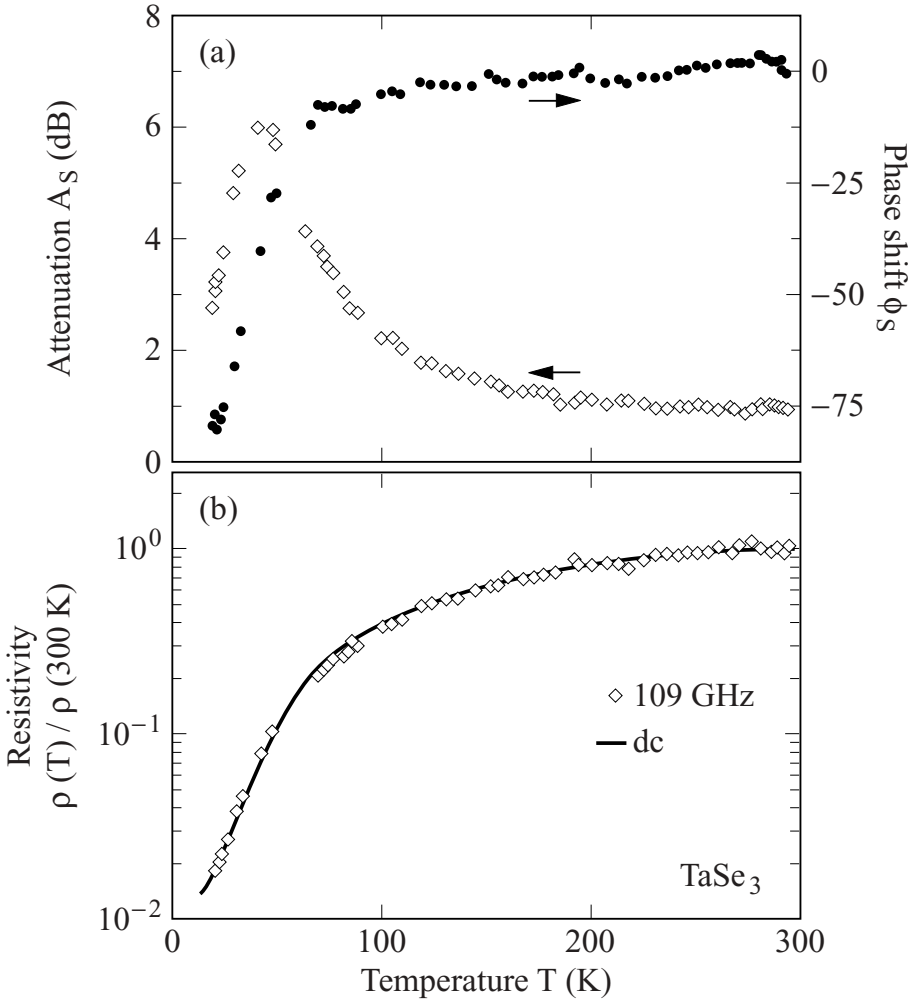 8
(a)
0
6
−25
4
−50
2
−75
0
Attenuation A_S (dB)
Phase shift ϕ_S
(b)
10^0
10^−1
10^−2
Resistivity
ρ (T) / ρ (300 K)
109 GHz
dc
TaSe_3
0 100 200 300
Temperature T (K)